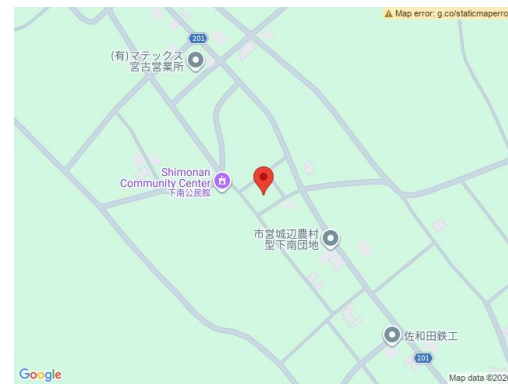 Map error: g.co/staticmaperro
201
(有)マテックス
宮古営業所
Shimonan
Community Center
下南公民館
市営城辺農村
型下南団地
佐和田鉄工
201
Google
Map data ©2026